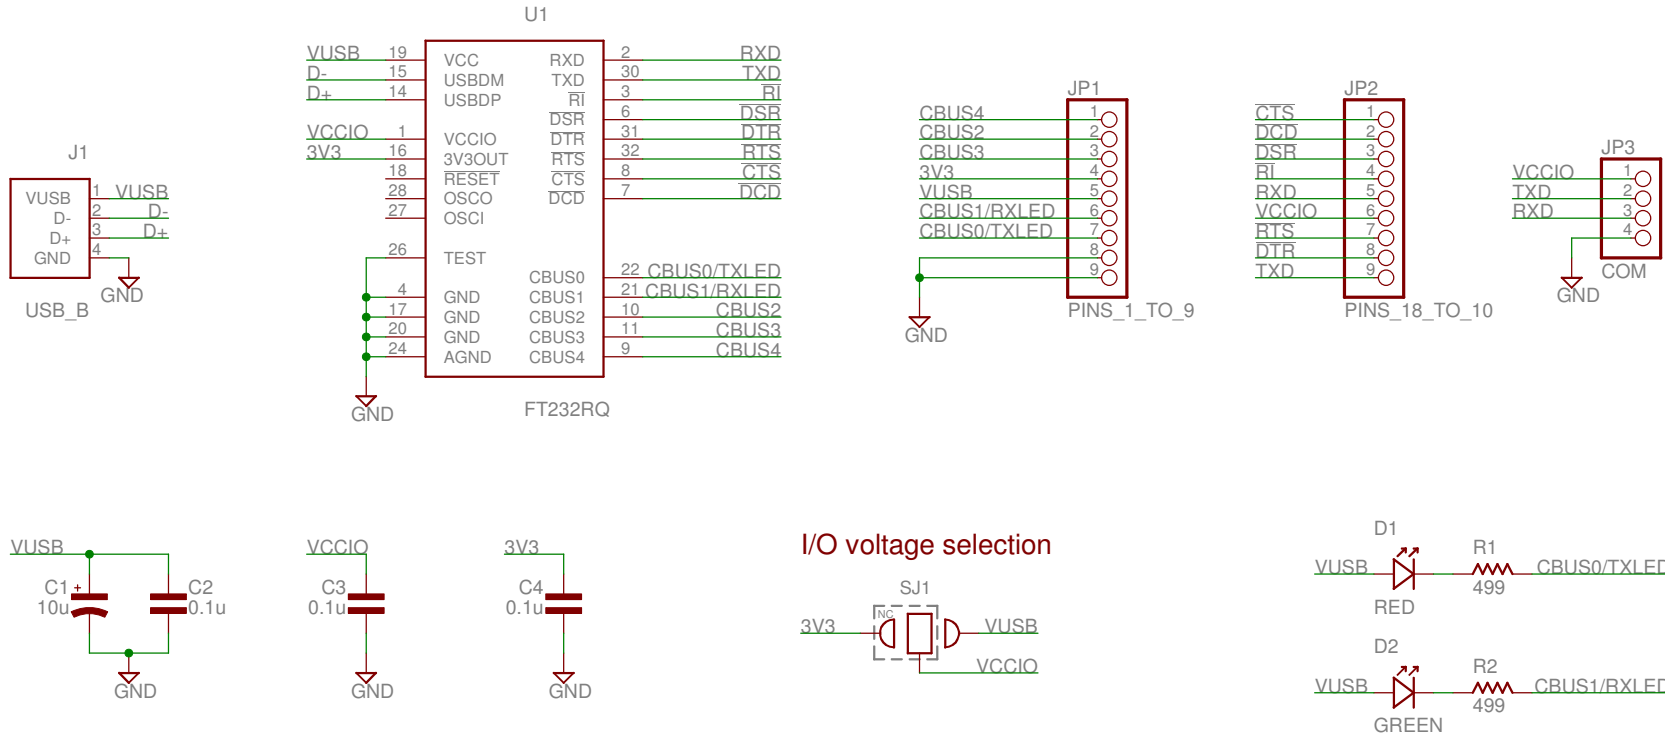 U1
VUSB 19 VCC RXD 2 RXD
D- 15 USBDM TXD 30 TXD
D+ 14 USBDP RI 3 RI
DSR 6 DSR
VCCIO 1 VCCIO DTR 31 DTR
3V3 16 3V3OUT RTS 32 RTS
18 RESET CTS 8 CTS
28 OSCO DCD 7 DCD
27 OSCI
26 TEST
CBUS0 22 CBUS0/TXLED
4 GND CBUS1 21 CBUS1/RXLED
17 GND CBUS2 10 CBUS2
20 GND CBUS3 11 CBUS3
24 AGND CBUS4 9 CBUS4
GND
FT232RQ
J1
VUSB 1 VUSB
D- 2 D-
D+ 3 D+
GND 4
GND
USB_B
JP1
CBUS4 1
CBUS2 2
CBUS3 3
3V3 4
VUSB 5
CBUS1/RXLED 6
CBUS0/TXLED 7
8
9
GND
PINS_1_TO_9
JP2
CTS 1
DCD 2
DSR 3
RI 4
RXD 5
VCCIO 6
RTS 7
DTR 8
TXD 9
PINS_18_TO_10
JP3
VCCIO 1
TXD 2
RXD 3
4
COM
GND
VUSB
C1 +
10u
C2
0.1u
GND
VCCIO
C3
0.1u
GND
3V3
C4
0.1u
GND
I/O voltage selection
SJ1
NC
3V3
VUSB
VCCIO
D1
VUSB
RED
R1
499
CBUS0/TXLED
D2
VUSB
GREEN
R2
499
CBUS1/RXLED